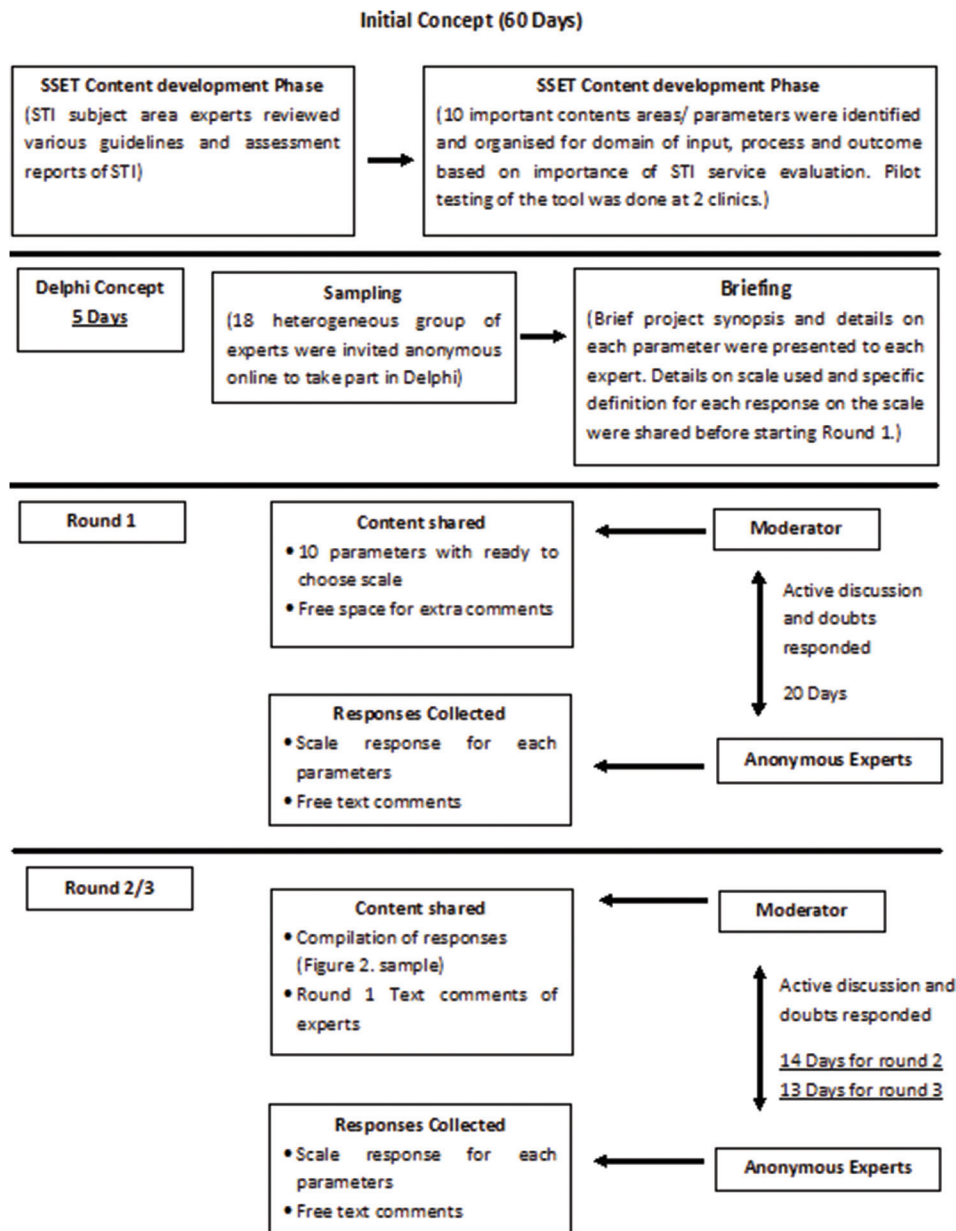 Initial Concept (60 Days)
SSET Content development Phase
(STI subject area experts reviewed
various guidelines and assessment
reports of STI)
SSET Content development Phase
(10 important contents areas/ parameters were identified
and organised for domain of input, process and outcome
based on importance of STI service evaluation. Pilot
testing of the tool was done at 2 clinics.)
Delphi Concept
5 Days
Sampling
(18 heterogeneous group of
experts were invited anonymous
online to take part in Delphi)
Briefing
(Brief project synopsis and details on
each parameter were presented to each
expert. Details on scale used and specific
definition for each response on the scale
were shared before starting Round 1.)
Round 1
Content shared
• 10 parameters with ready to
choose scale
• Free space for extra comments
Moderator
Active discussion
and doubts
responded
20 Days
Responses Collected
• Scale response for each
parameters
• Free text comments
Anonymous Experts
Round 2/3
Content shared
• Compilation of responses
(Figure 2. sample)
• Round 1 Text comments of
experts
Moderator
Active discussion and
doubts responded
14 Days for round 2
13 Days for round 3
Responses Collected
• Scale response for each
parameters
• Free text comments
Anonymous Experts